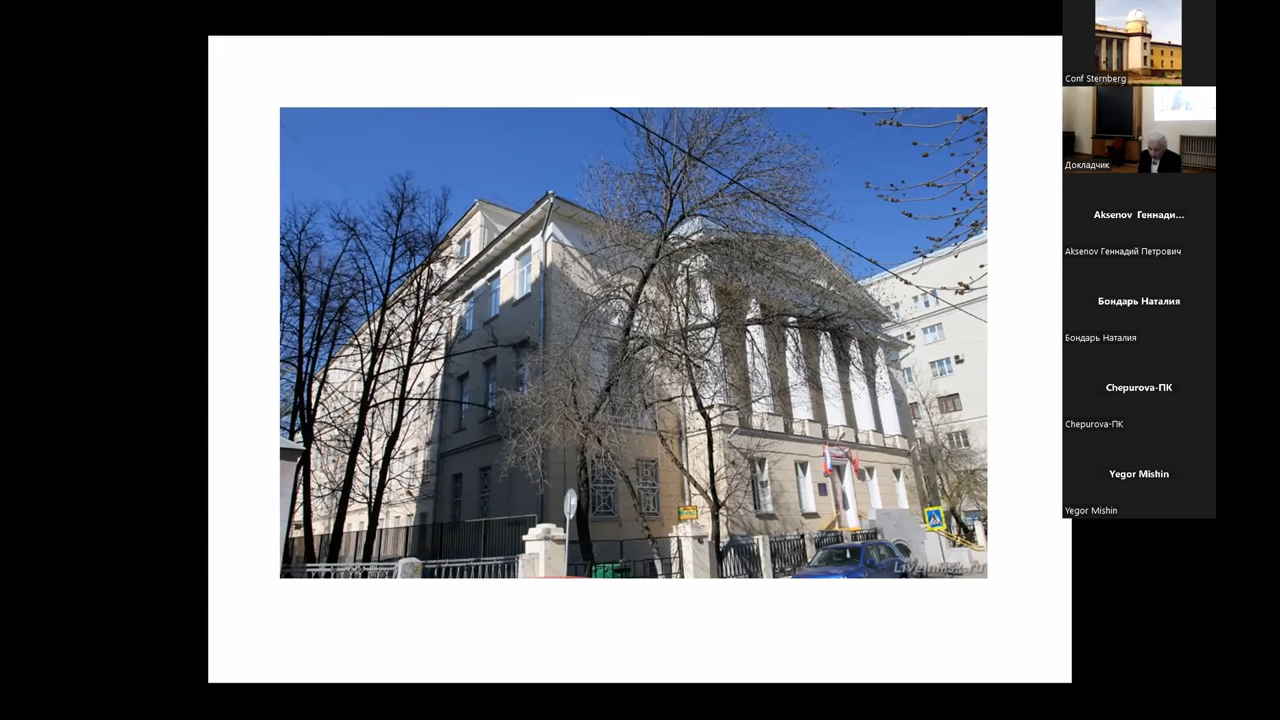 Conf Sternberg
Докладчик
Aksenov Геннади...
Aksenov Геннадий Петрович
Бондарь Наталия
Бондарь Наталия
Chepurova-ПК
Chepurova-ПК
Yegor Mishin
Yegor Mishin
LiveInMsk.ru